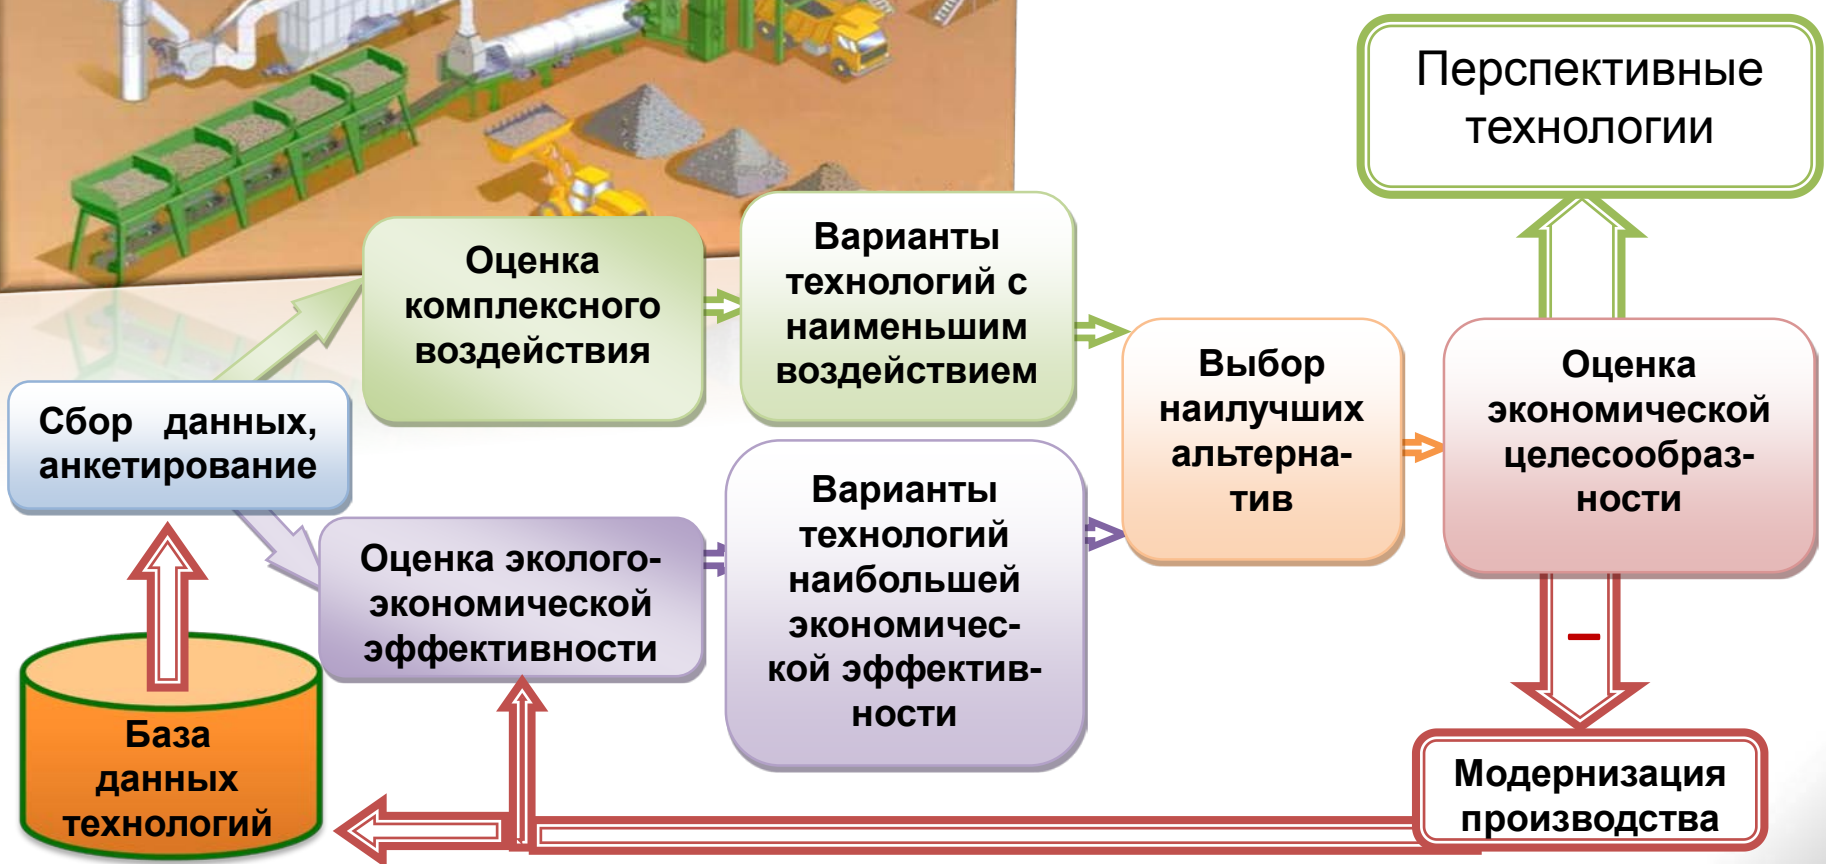 Перспективные
технологии
Оценка
комплексного
воздействия
Варианты
технологий с
наименьшим
воздействием
Сбор данных,
анкетирование
Выбор
наилучших
альтерна-
тив
Оценка
экономической
целесообраз-
ности
Оценка эколого-
экономической
эффективности
Варианты
технологий
наибольшей
экономичес-
кой эффектив-
ности
–
База
данных
технологий
Модернизация
производства